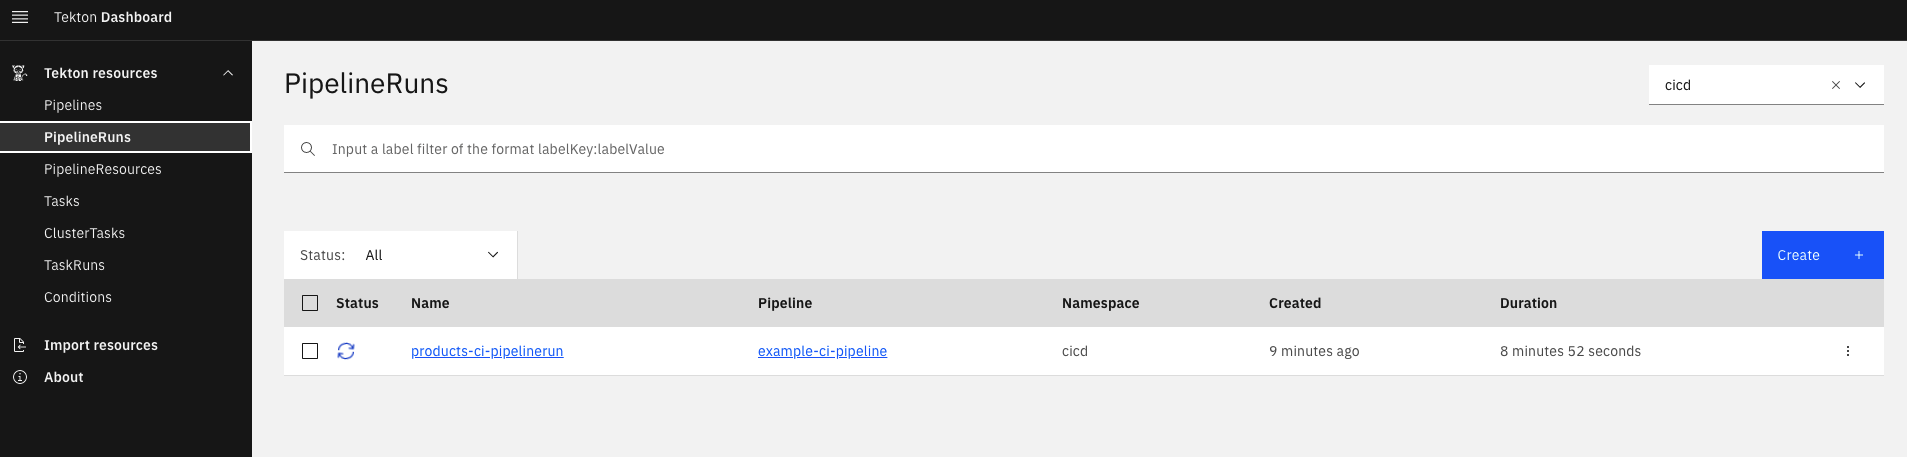 Tekton Dashboard
Tekton resources
Pipelines
PipelineRuns
PipelineResources
Tasks
ClusterTasks
TaskRuns
Conditions
Import resources
About
PipelineRuns
cicd
Input a label filter of the format labelKey:labelValue
Status: All
Create +
Status Name Pipeline Namespace Created Duration
products-ci-pipelinerun example-ci-pipeline cicd 9 minutes ago 8 minutes 52 seconds